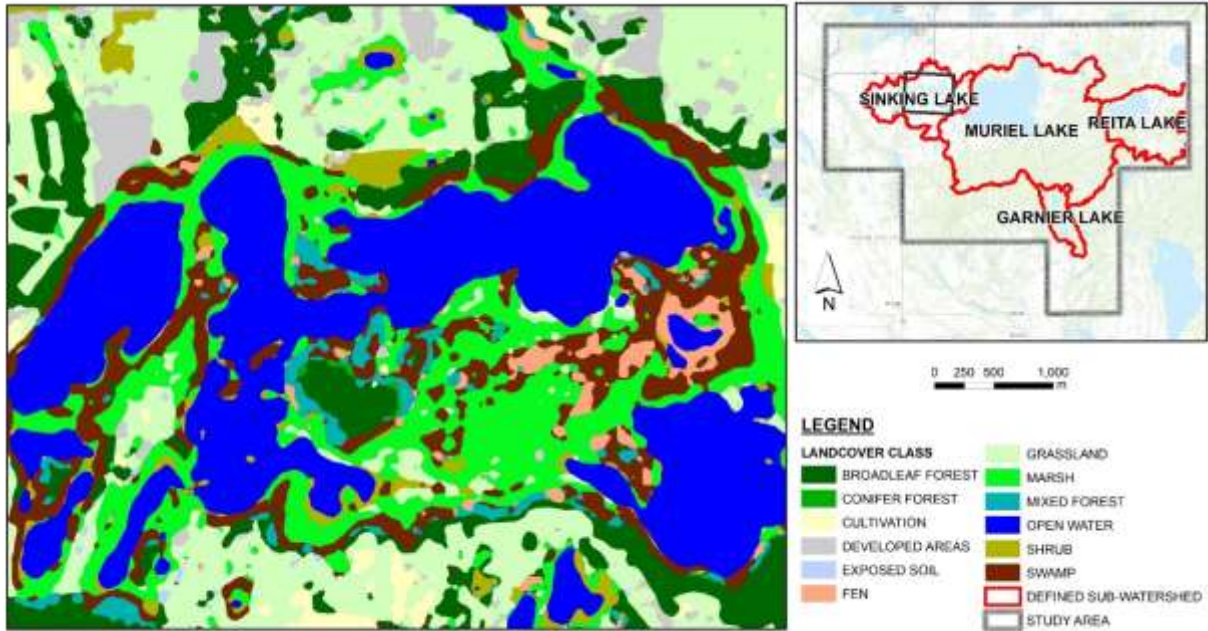 SINKING LAKE
MURIEL LAKE
REITA LAKE
GARNIER LAKE
N
0 250 500 1,000
m
LEGEND
LANDCOVER CLASS
BROADLEAF FOREST
CONIFER FOREST
CULTIVATION
DEVELOPED AREAS
EXPOSED SOIL
FEN
GRASSLAND
MARSH
MIXED FOREST
OPEN WATER
SHRUB
SWAMP
DEFINED SUB-WATERSHED
STUDY AREA